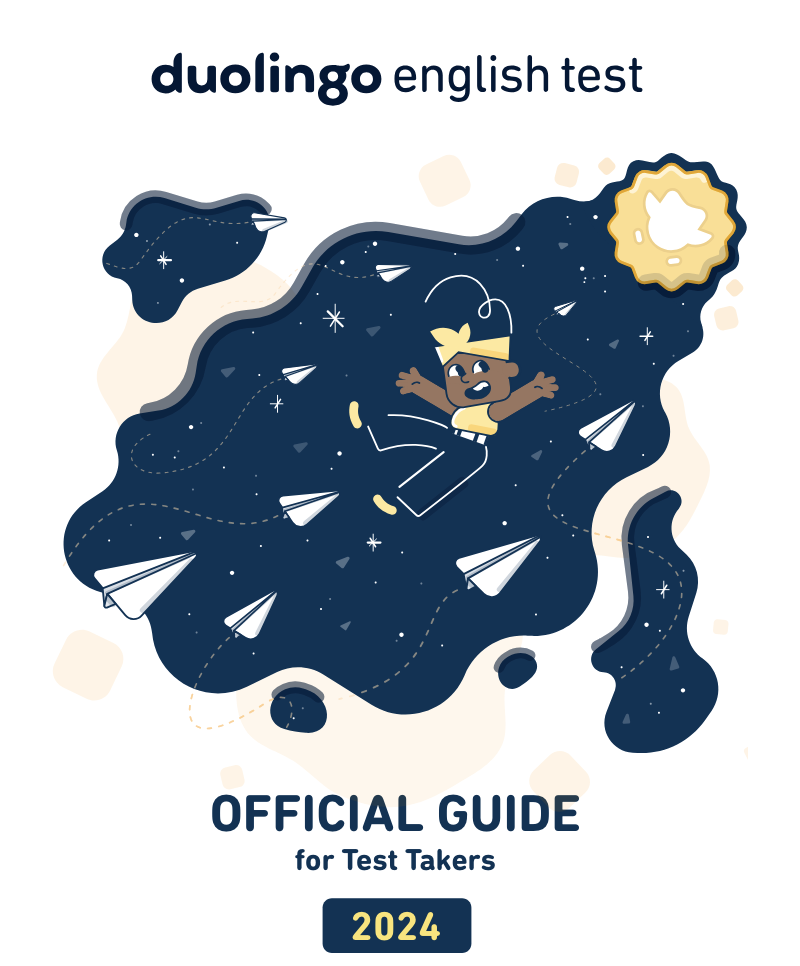 duolingo english test
OFFICIAL GUIDE
for Test Takers
2024